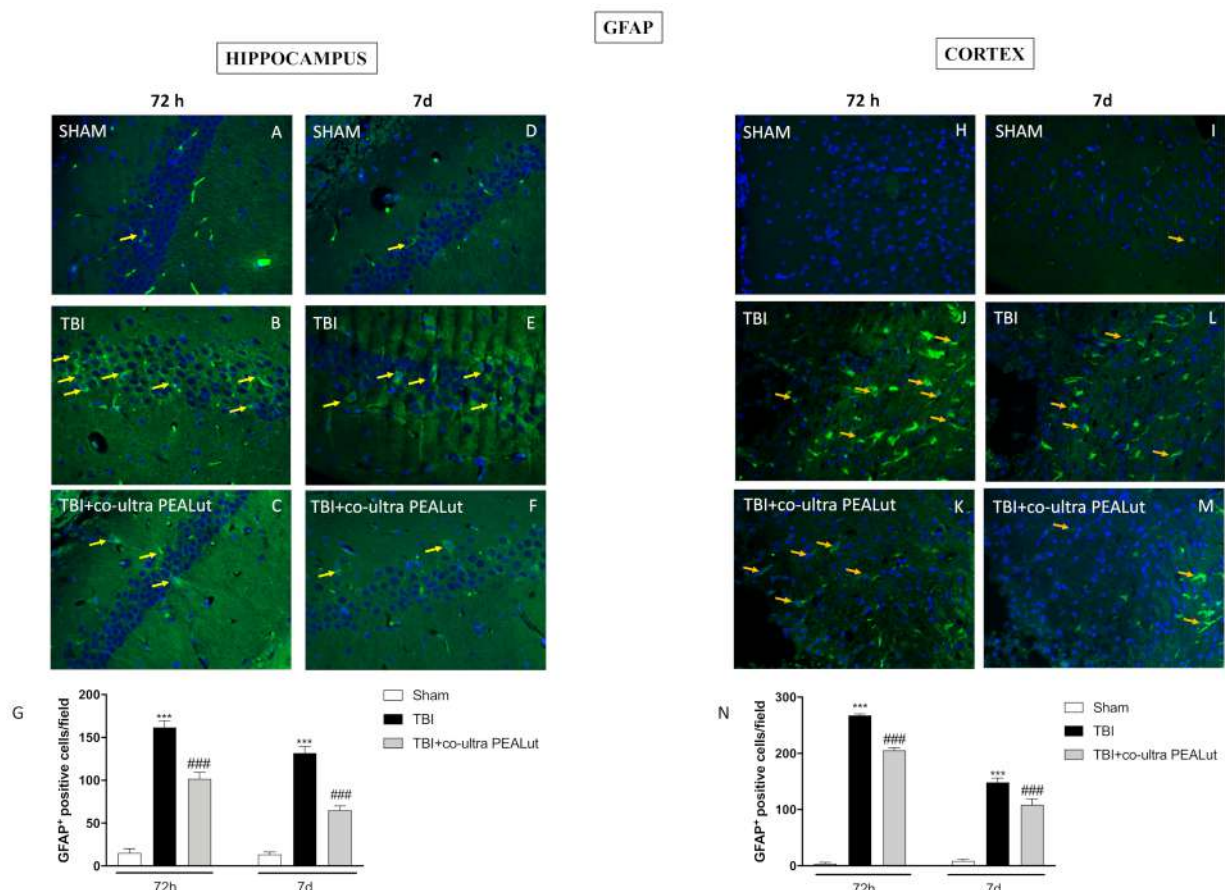 GFAP
HIPPOCAMPUS
72 h
7d
SHAM A
SHAM D
TBI B
TBI E
TBI+co-ultra PEALut C
TBI+co-ultra PEALut F
G
GFAP+ positive cells/field
200
150
100
50
0
***
###
***
###
72h
7d
Sham
TBI
TBI+co-ultra PEALut
CORTEX
72 h
7d
SHAM H
SHAM I
TBI J
TBI L
TBI+co-ultra PEALut K
TBI+co-ultra PEALut M
N
GFAP+ positive cells/field
300
200
100
0
***
###
***
###
72h
7d
Sham
TBI
TBI+co-ultra PEALut